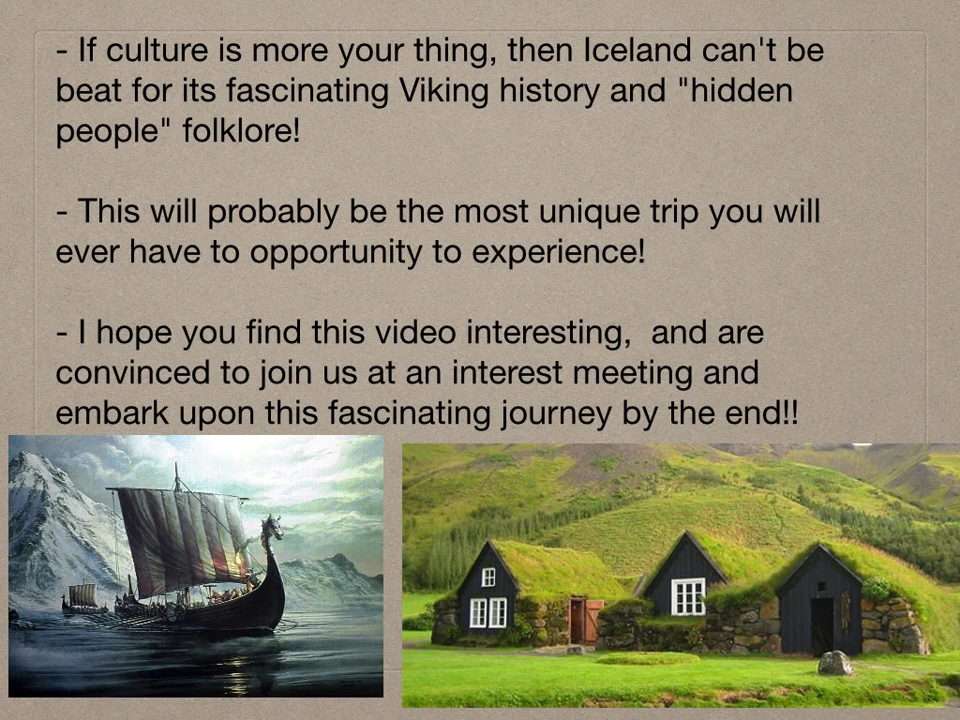 - If culture is more your thing, then Iceland can't be
beat for its fascinating Viking history and "hidden
people" folklore!
- This will probably be the most unique trip you will
ever have to opportunity to experience!
- I hope you find this video interesting,  and are
convinced to join us at an interest meeting and
embark upon this fascinating journey by the end!!